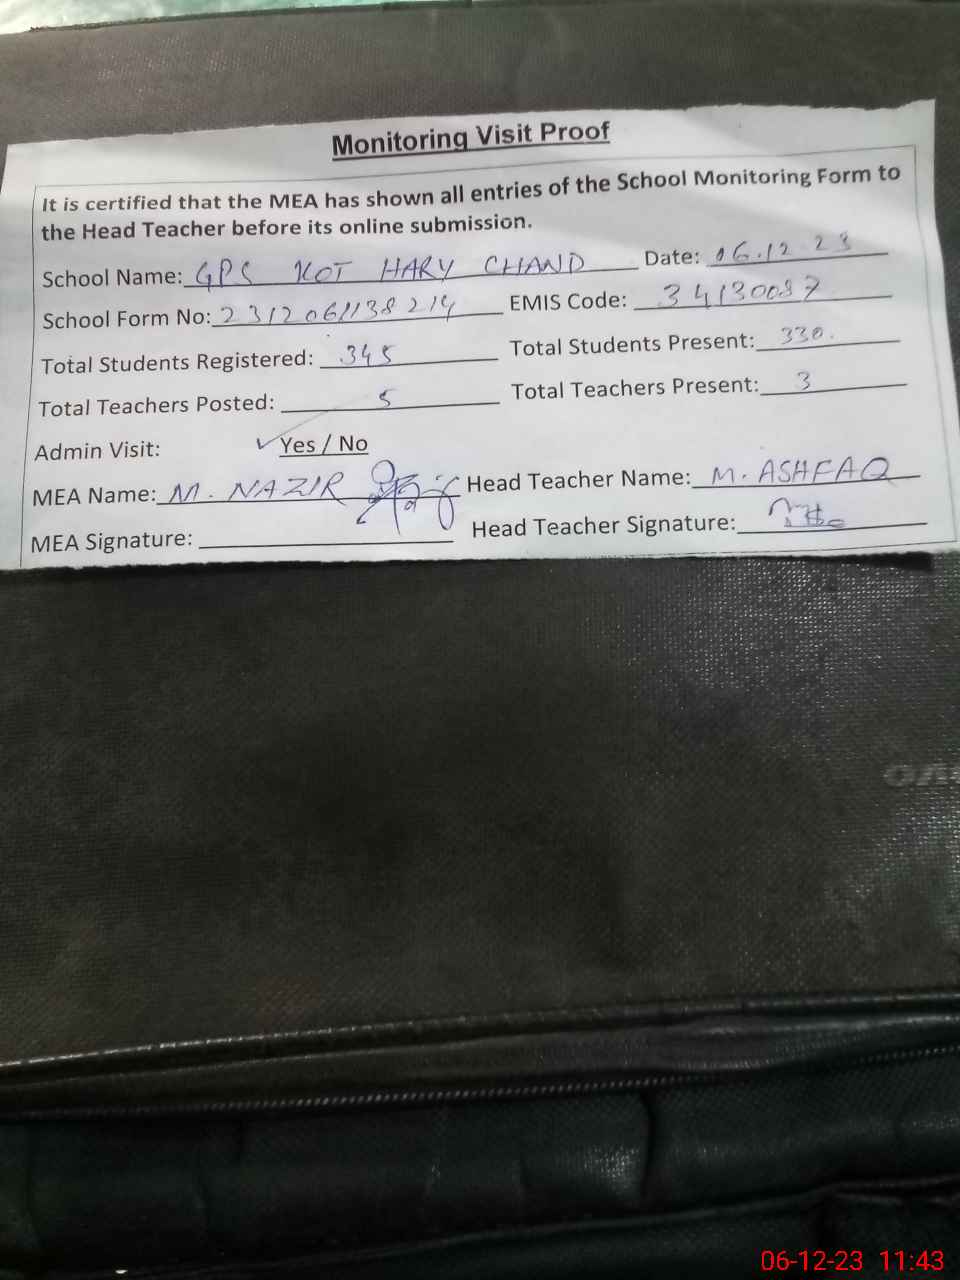 Monitoring Visit Proof
It is certified that the MEA has shown all entries of the School Monitoring Form to
the Head Teacher before its online submission.
School Name: GPS KOT HARY CHAND Date: 06.12 23
School Form No: 2312061138214 EMIS Code: 34130087
Total Students Registered: 345 Total Students Present: 330.
Total Teachers Posted: 5 Total Teachers Present: 3
Admin Visit: ✓ Yes / No
MEA Name: M. NAZIR Head Teacher Name: M. ASHFAQ
MEA Signature: Head Teacher Signature:
06-12-23 11:43